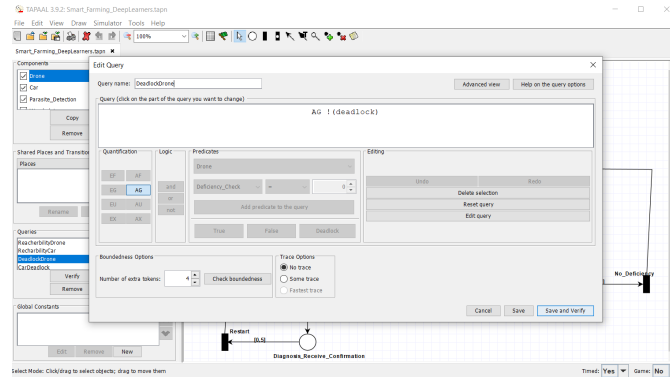 TAPAAL 3.9.2: Smart_Farming_DeepLearners.tapn
File Edit View Draw Simulator Tools Help
100%
Smart_Farming_DeepLearners.tapn
Components
Drone
Car
Parasite_Detection
Copy
Remove
Shared Places and Transitio
Places
Rename
Queries
ReacherbilityDrone
RecharbilityCar
DeadlockDrone
CarDeadlock
Verify
Remove
Global Constants
Edit Remove New
Edit Query
Query name: DeadlockDrone
Advanced view Help on the query options
Query (click on the part of the query you want to change)
AG !(deadlock)
Quantification
EF AF
EG AG
EU AU
EX AX
Logic
and
or
not
Predicates
Drone
Deficiency_Check = 0
Add predicate to the query
True False Deadlock
Editing
Undo Redo
Delete selection
Reset query
Edit query
Boundedness Options
Number of extra tokens: 4 Check boundedness
Trace Options
No trace
Some trace
Fastest trace
Cancel Save Save and Verify
No_Deficiency
Restart
[0,5]
Diagnosis_Receive_Confirmation
Select Mode: Click/drag to select objects; drag to move them
Timed: Yes Game: No